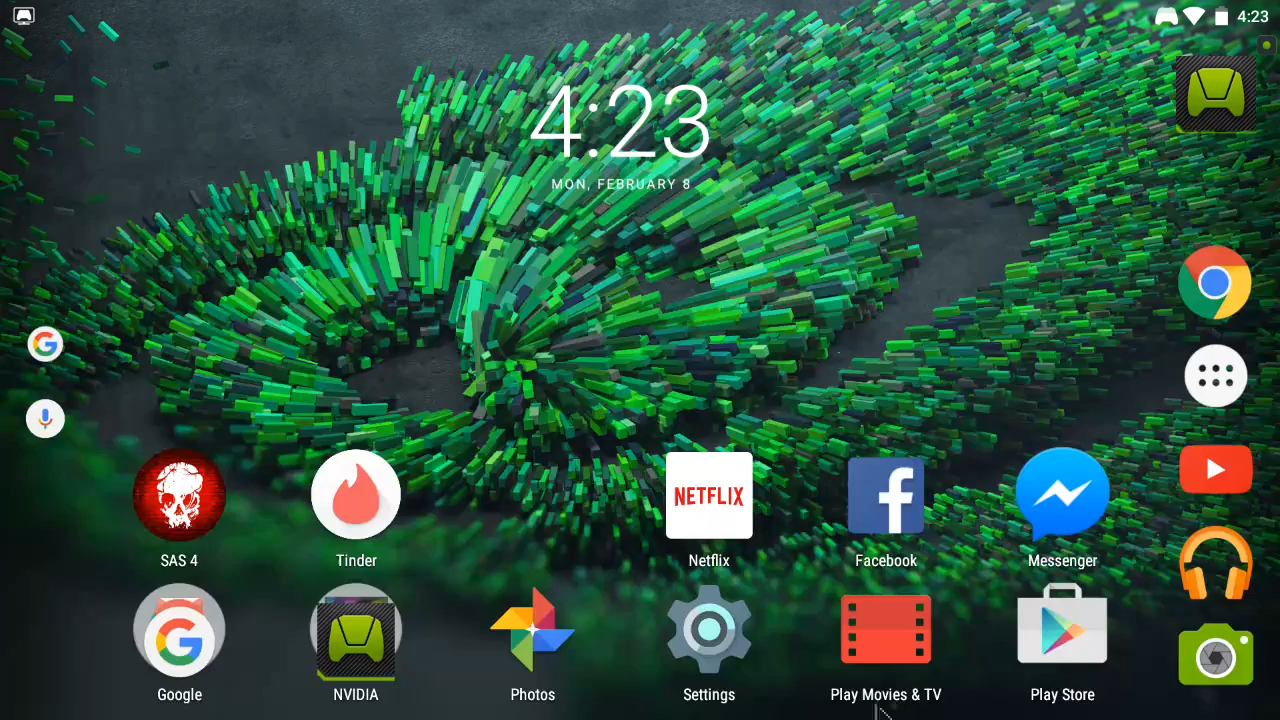 4:23
4:23
MON, FEBRUARY 8
NETFLIX
SAS 4
Tinder
Netflix
Facebook
Messenger
Google
NVIDIA
Photos
Settings
Play Movies & TV
Play Store